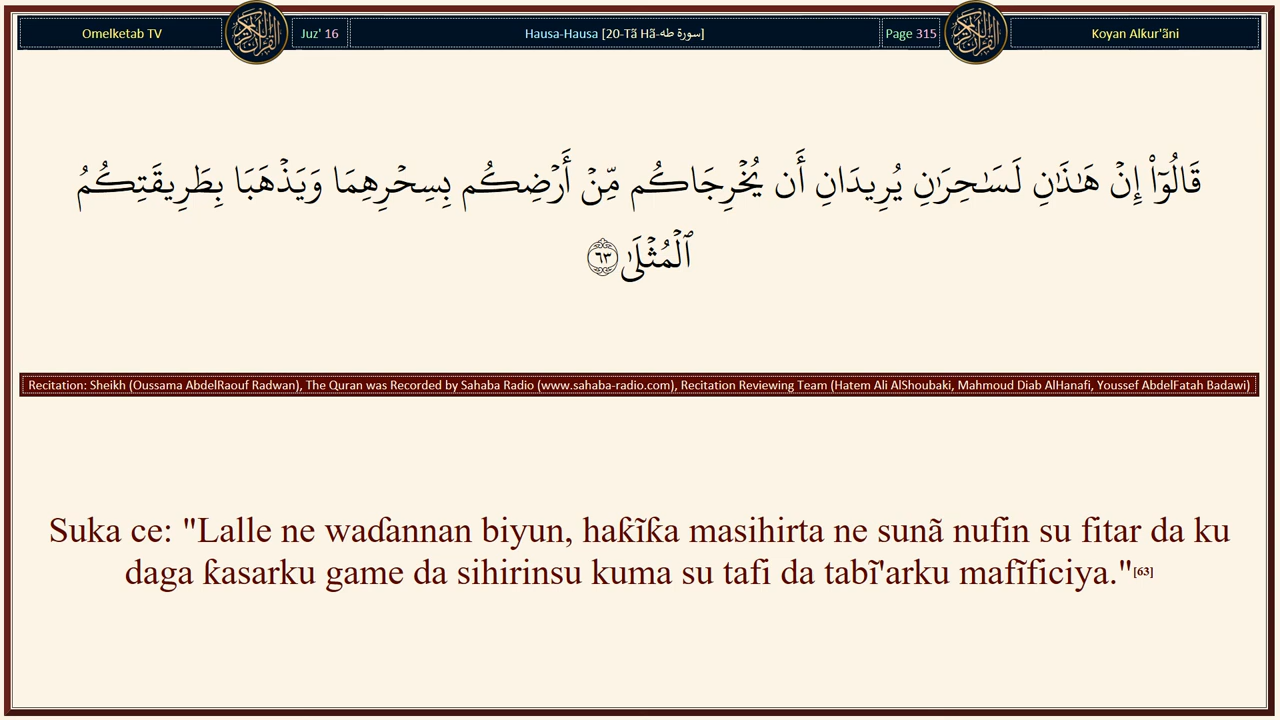 Omelketab TV
Juz' 16
Hausa-Hausa [20-Tã Hã-سورة طه]
Page 315
Koyan Alƙur'ãni
قَالُوٓا۟ إِنْ هَـٰذَٰنِ لَسَـٰحِرَٰنِ يُرِيدَانِ أَن يُخْرِجَاكُم مِّنْ أَرْضِكُم بِسِحْرِهِمَا وَيَذْهَبَا بِطَرِيقَتِكُمُ
ٱلْمُثْلَىٰ ٦٣
Recitation: Sheikh (Oussama AbdelRaouf Radwan), The Quran was Recorded by Sahaba Radio (www.sahaba-radio.com), Recitation Reviewing Team (Hatem Ali AlShoubaki, Mahmoud Diab AlHanafi, Youssef AbdelFatah Badawi)
Suka ce: "Lalle ne waɗannan biyun, haƙĩƙa masihirta ne sunã nufin su fitar da ku
daga ƙasarku game da sihirinsu kuma su tafi da tabĩ'arku mafĩficiya."[63]